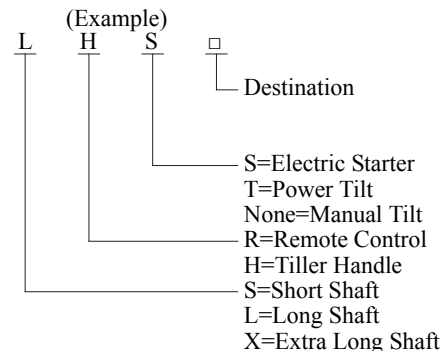 (Example)
L H S □
Destination
S=Electric Starter
T=Power Tilt
None=Manual Tilt
R=Remote Control
H=Tiller Handle
S=Short Shaft
L=Long Shaft
X=Extra Long Shaft